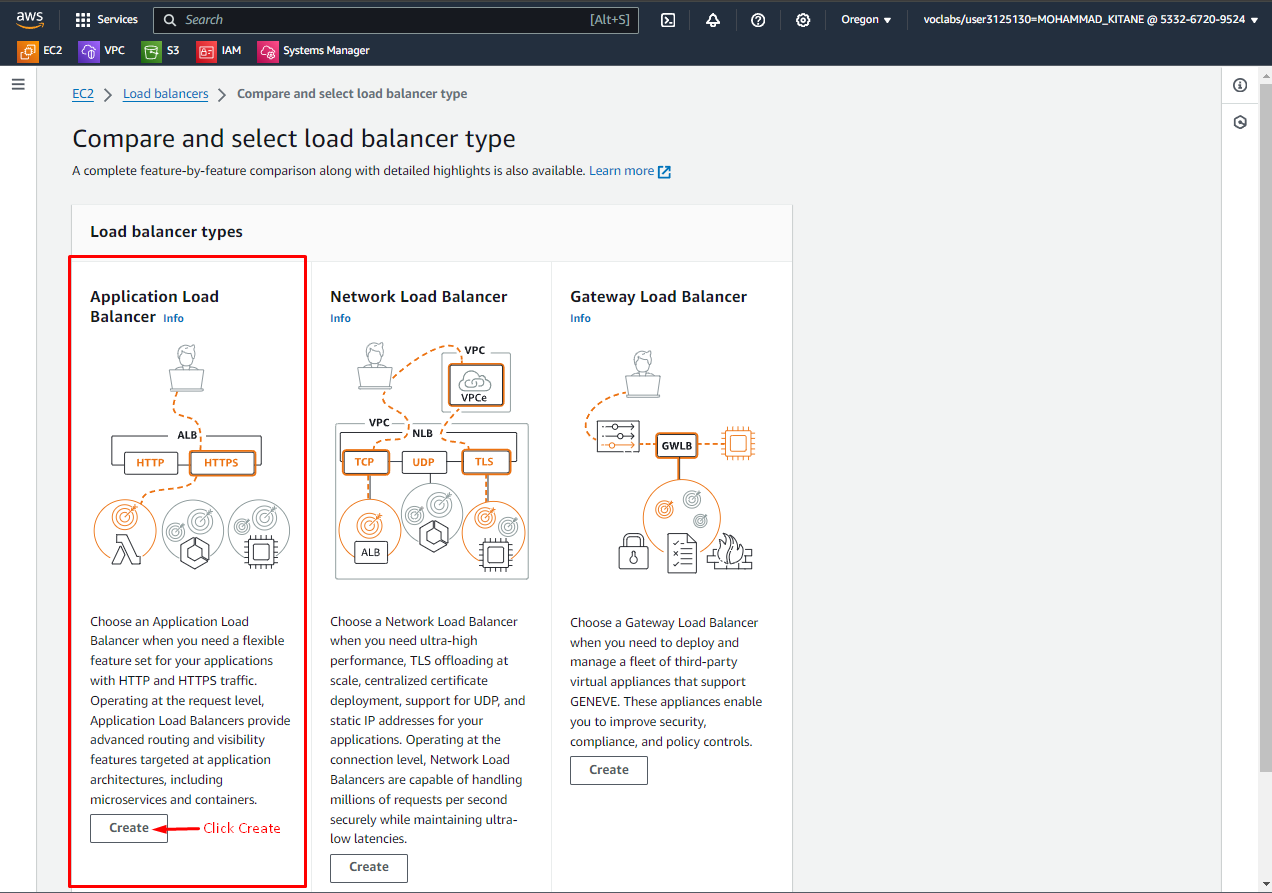 aws
Services
Search
[Alt+S]
Oregon
voclabs/user3125130=MOHAMMAD_KITANE @ 5332-6720-9524
EC2
VPC
S3
IAM
Systems Manager
EC2
Load balancers
Compare and select load balancer type
Compare and select load balancer type
A complete feature-by-feature comparison along with detailed highlights is also available. Learn more
Load balancer types
Application Load
Balancer Info
ALB
HTTP
HTTPS
Choose an Application Load
Balancer when you need a flexible
feature set for your applications
with HTTP and HTTPS traffic.
Operating at the request level,
Application Load Balancers provide
advanced routing and visibility
features targeted at application
architectures, including
microservices and containers.
Create
Click Create
Network Load Balancer
Info
VPC
VPCe
VPC
NLB
TCP
UDP
TLS
ALB
Choose a Network Load Balancer
when you need ultra-high
performance, TLS offloading at
scale, centralized certificate
deployment, support for UDP, and
static IP addresses for your
applications. Operating at the
connection level, Network Load
Balancers are capable of handling
millions of requests per second
securely while maintaining ultra-
low latencies.
Create
Gateway Load Balancer
Info
GWLB
Choose a Gateway Load Balancer
when you need to deploy and
manage a fleet of third-party
virtual appliances that support
GENEVE. These appliances enable
you to improve security,
compliance, and policy controls.
Create